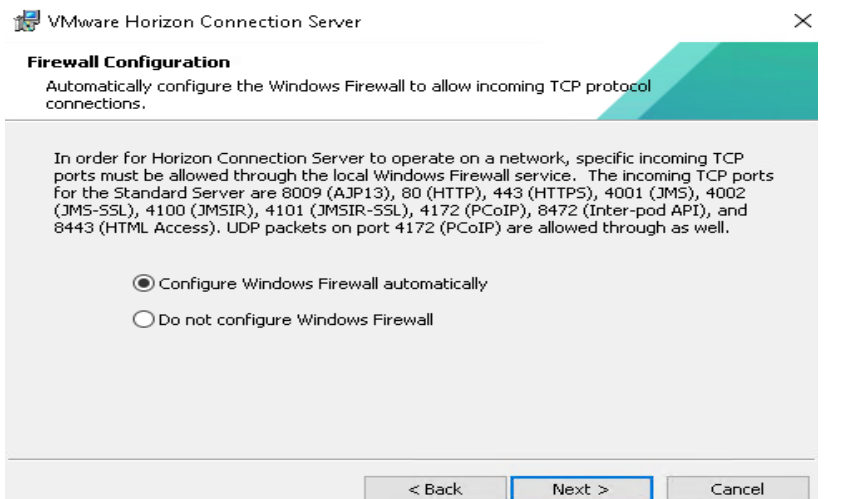 VMware Horizon Connection Server
Firewall Configuration
Automatically configure the Windows Firewall to allow incoming TCP protocol
connections.
In order for Horizon Connection Server to operate on a network, specific incoming TCP
ports must be allowed through the local Windows Firewall service. The incoming TCP ports
for the Standard Server are 8009 (AJP13), 80 (HTTP), 443 (HTTPS), 4001 (JMS), 4002
(JMS-SSL), 4100 (JMSIR), 4101 (JMSIR-SSL), 4172 (PCoIP), 8472 (Inter-pod API), and
8443 (HTML Access). UDP packets on port 4172 (PCoIP) are allowed through as well.
Configure Windows Firewall automatically
Do not configure Windows Firewall
< Back Next > Cancel